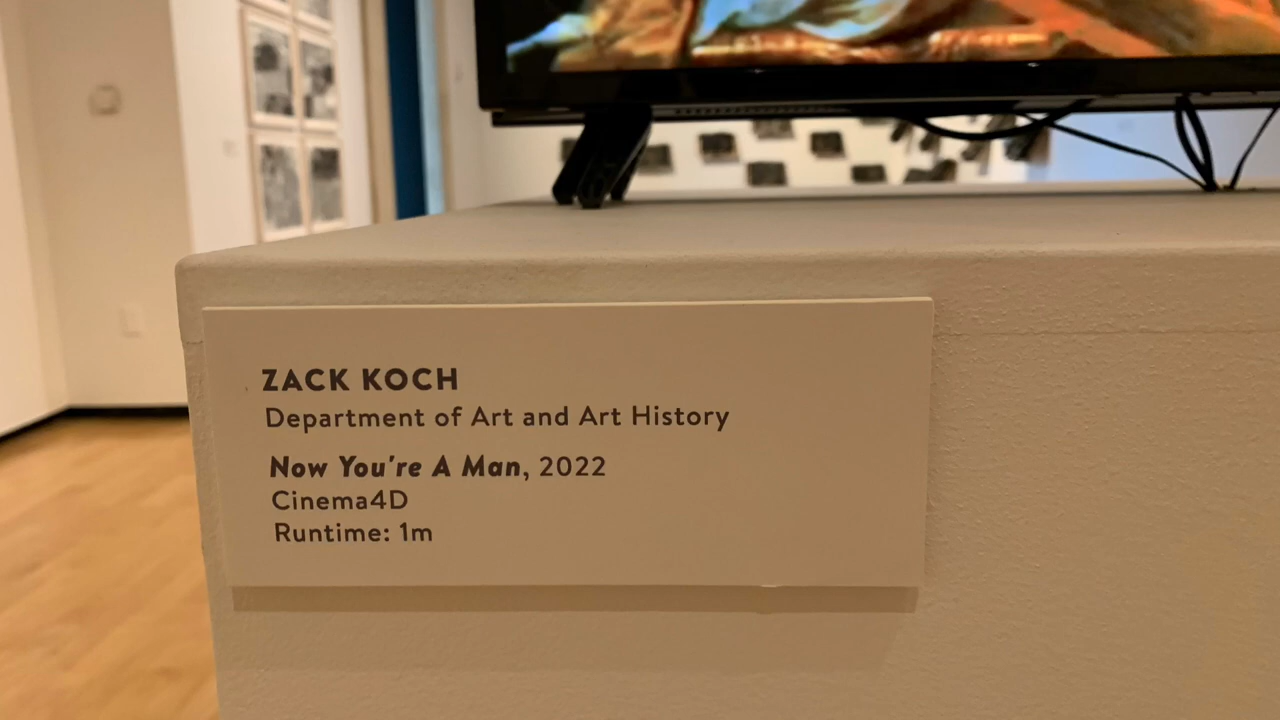 ZACK KOCH
Department of Art and Art History
Now You're A Man, 2022
Cinema4D
Runtime: 1m